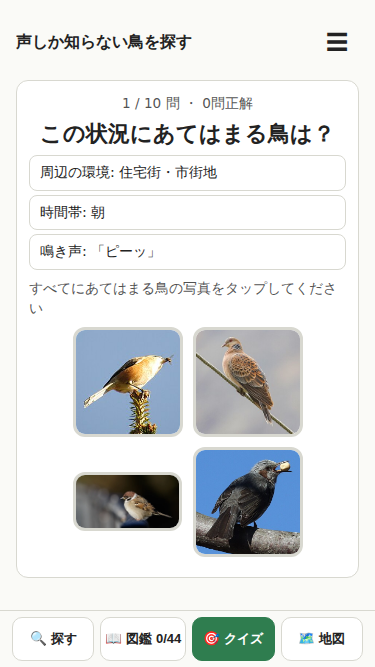 声しか知らない鳥を探す
1 / 10 問 ・ 0問正解
この状況にあてはまる鳥は？
周辺の環境: 住宅街・市街地
時間帯: 朝
鳴き声: 「ピーッ」
すべてにあてはまる鳥の写真をタップしてくださ
い
🔍 探す
📖 図鑑 0/44
🎯 クイズ
🗺️ 地図